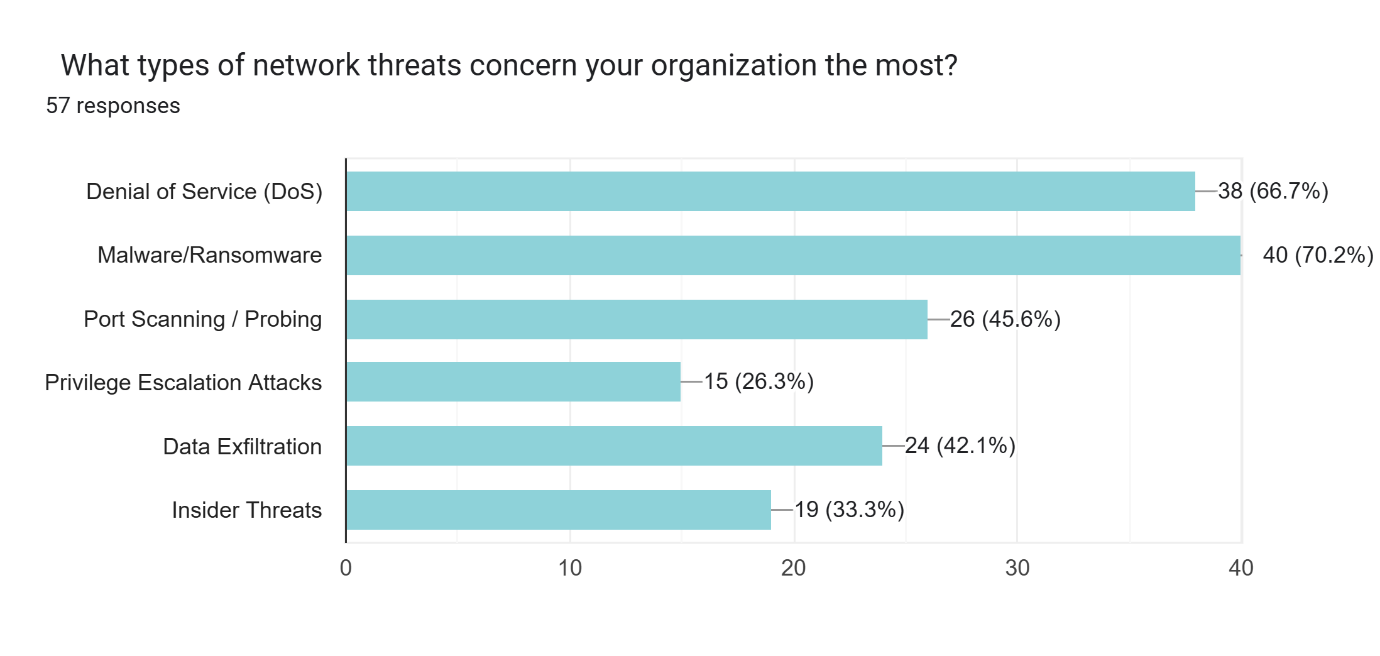 What types of network threats concern your organization the most?
57 responses
Denial of Service (DoS) 38 (66.7%)
Malware/Ransomware 40 (70.2%)
Port Scanning / Probing 26 (45.6%)
Privilege Escalation Attacks 15 (26.3%)
Data Exfiltration 24 (42.1%)
Insider Threats 19 (33.3%)
0 10 20 30 40